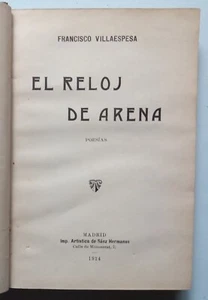 FRANCISCO VILLAESPESA
EL RELOJ
DE ARENA
POESÍAS
MADRID
Imp. Artística de Sáez Hermanos
1914